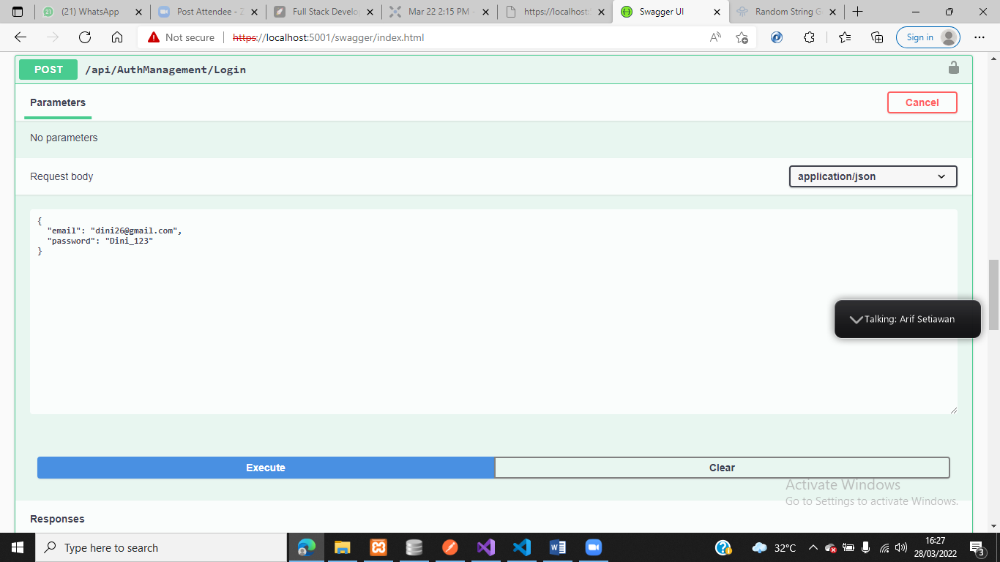 (21) WhatsApp
Post Attendee - Z
Full Stack Develo
Mar 22 2:15 PM -
https://localhost:
Swagger UI
Random String G
Not secure
https://localhost:5001/swagger/index.html
Sign in
POST
/api/AuthManagement/Login
Parameters
Cancel
No parameters
Request body
application/json
{
"email": "dini26@gmail.com",
"password": "Dini_123"
}
Talking: Arif Setiawan
Execute
Clear
Activate Windows
Go to Settings to activate Windows.
Responses
Type here to search
32°C
16:27
28/03/2022
3